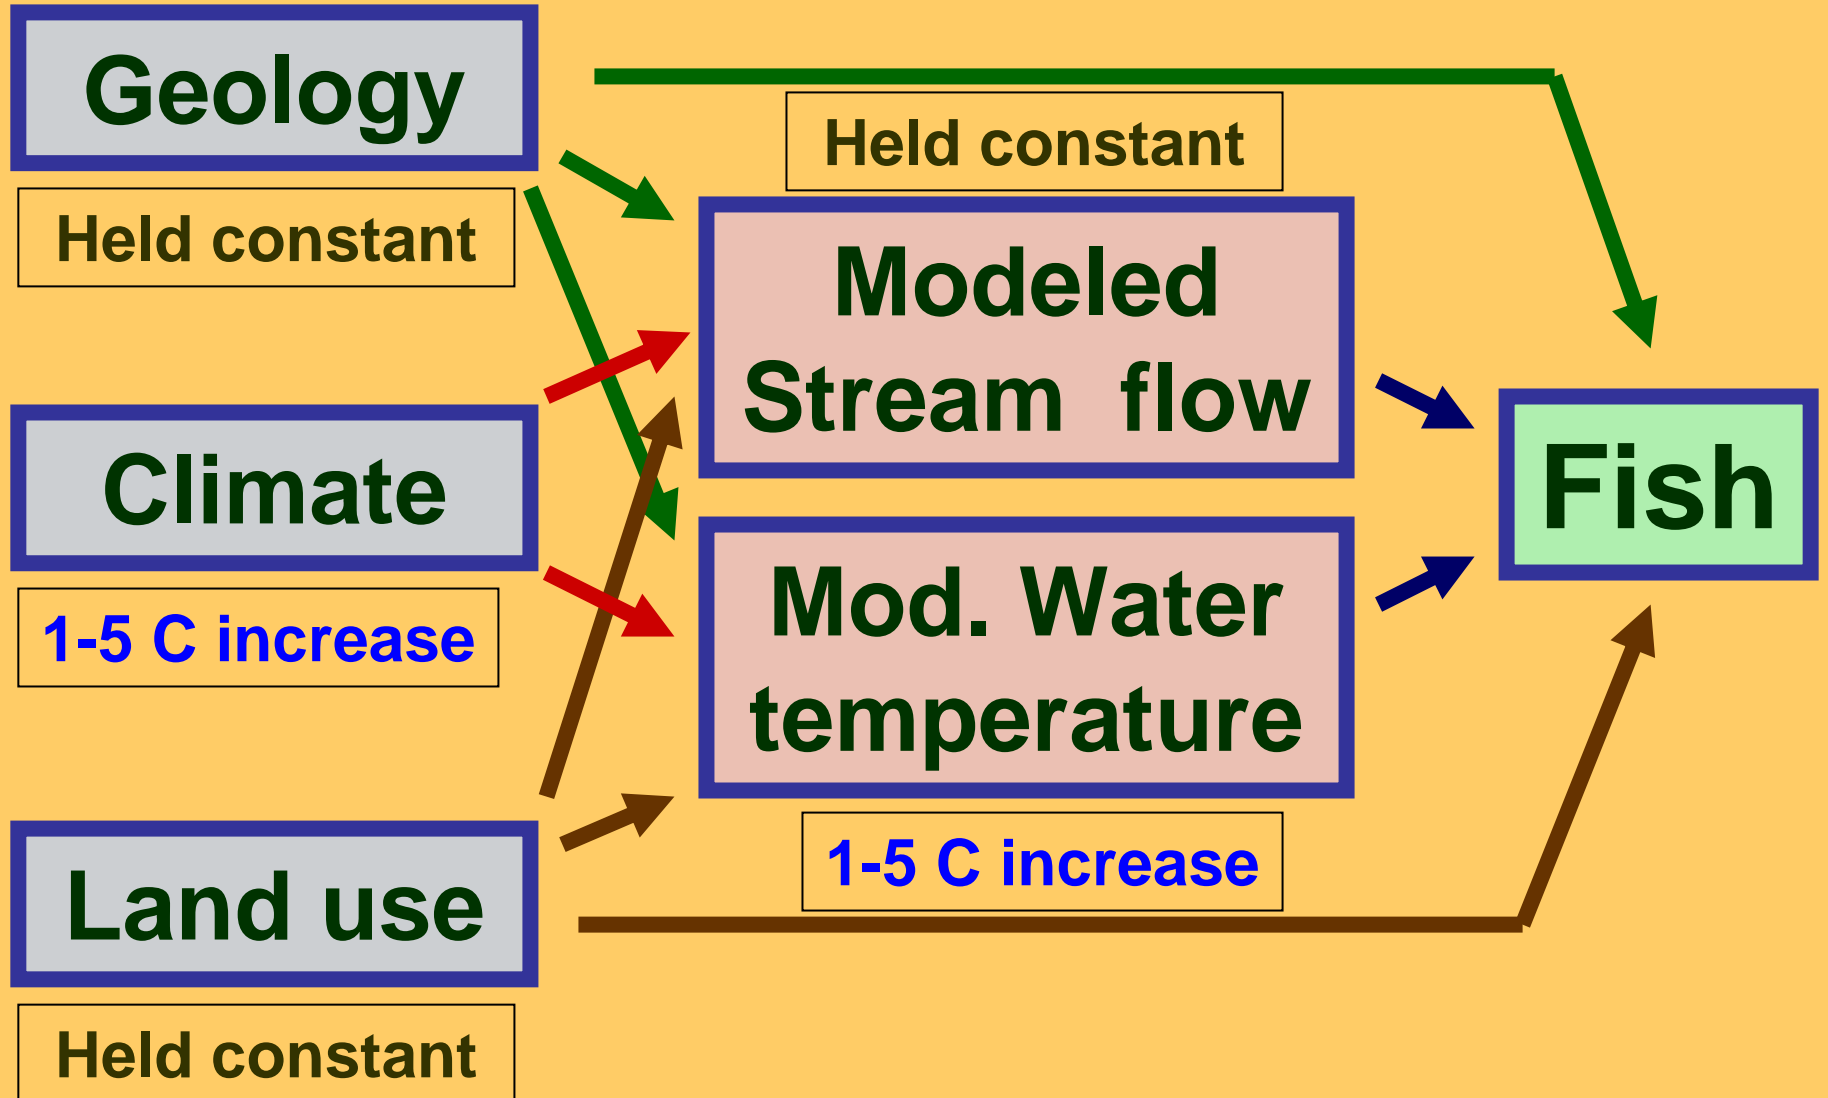 Geology
Held constant
Climate
1-5 C increase
Land use
Held constant
Held constant
Modeled
Stream flow
Mod. Water
temperature
1-5 C increase
Fish